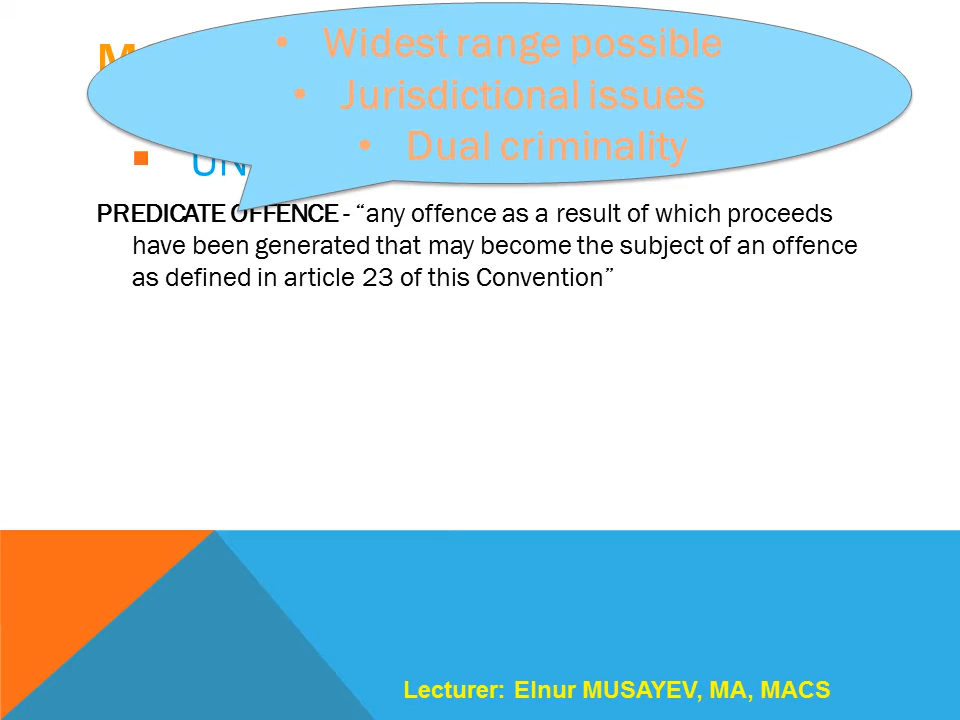 • Widest range possible
• Jurisdictional issues
• Dual criminality
PREDICATE OFFENCE - “any offence as a result of which proceeds
have been generated that may become the subject of an offence
as defined in article 23 of this Convention”
Lecturer: Elnur MUSAYEV, MA, MACS